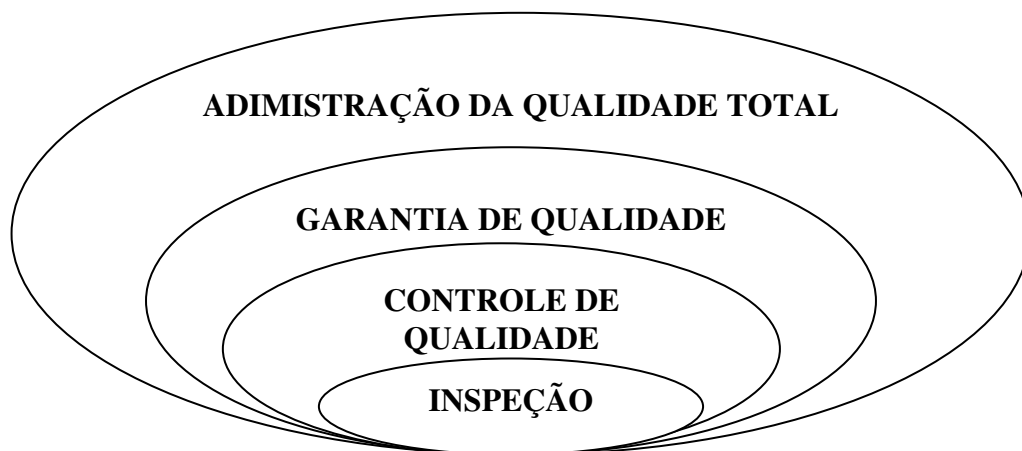 ADIMISTRAÇÃO DA QUALIDADE TOTAL
GARANTIA DE QUALIDADE
CONTROLE DE
QUALIDADE
INSPEÇÃO